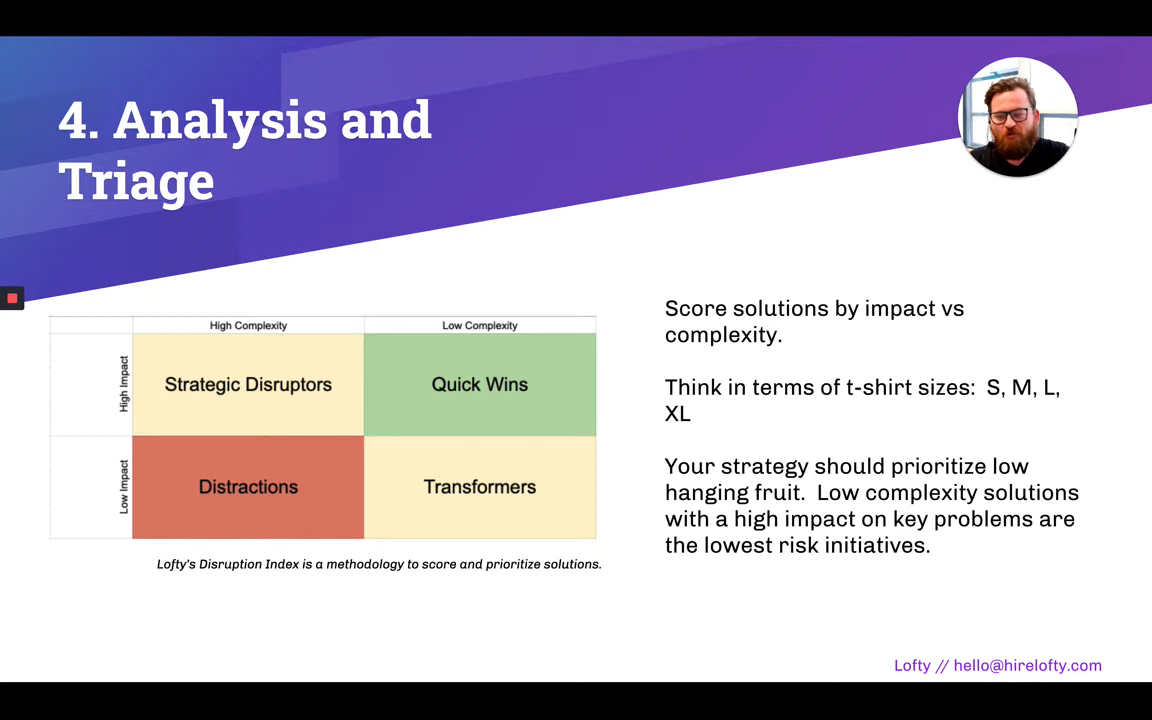 4. Analysis and
Triage
High Complexity
Low Complexity
High Impact
Strategic Disruptors
Quick Wins
Low Impact
Distractions
Transformers
Lofty's Disruption Index is a methodology to score and prioritize solutions.
Score solutions by impact vs
complexity.
Think in terms of t-shirt sizes:  S, M, L,
XL
Your strategy should prioritize low
hanging fruit.  Low complexity solutions
with a high impact on key problems are
the lowest risk initiatives.
Lofty // hello@hirelofty.com